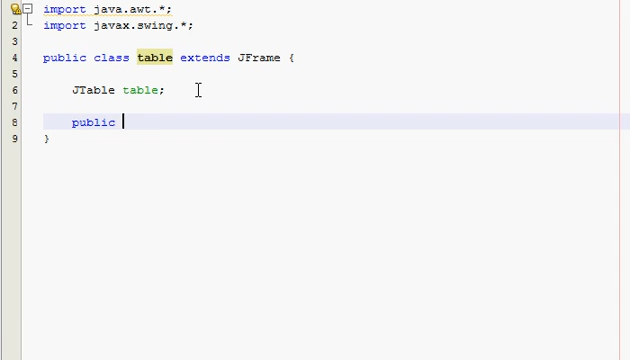 1 import java.awt.*;
2 import javax.swing.*;
3
4 public class table extends JFrame {
5
6 JTable table;
7
8 public
9 }